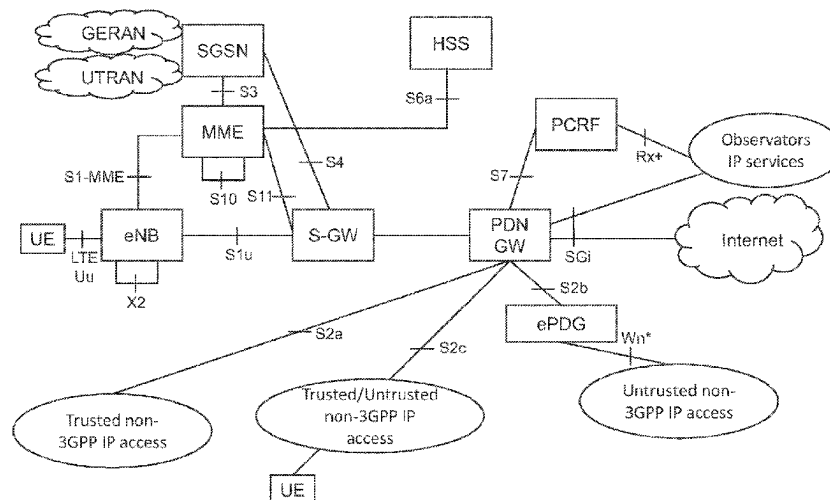 GERAN
SGSN
HSS
UTRAN
S3
S6a
MME
PCRF
Observators
IP services
Rx+
S4
S7
S1-MME
S10
S11
UE
eNB
S-GW
PDN
GW
Internet
LTE
Uu
S1u
SGi
X2
S2b
ePDG
S2a
S2c
Wn*
Trusted non-
3GPP IP access
Trusted/Untrusted
non-3GPP IP
access
Untrusted non-
3GPP IP access
UE